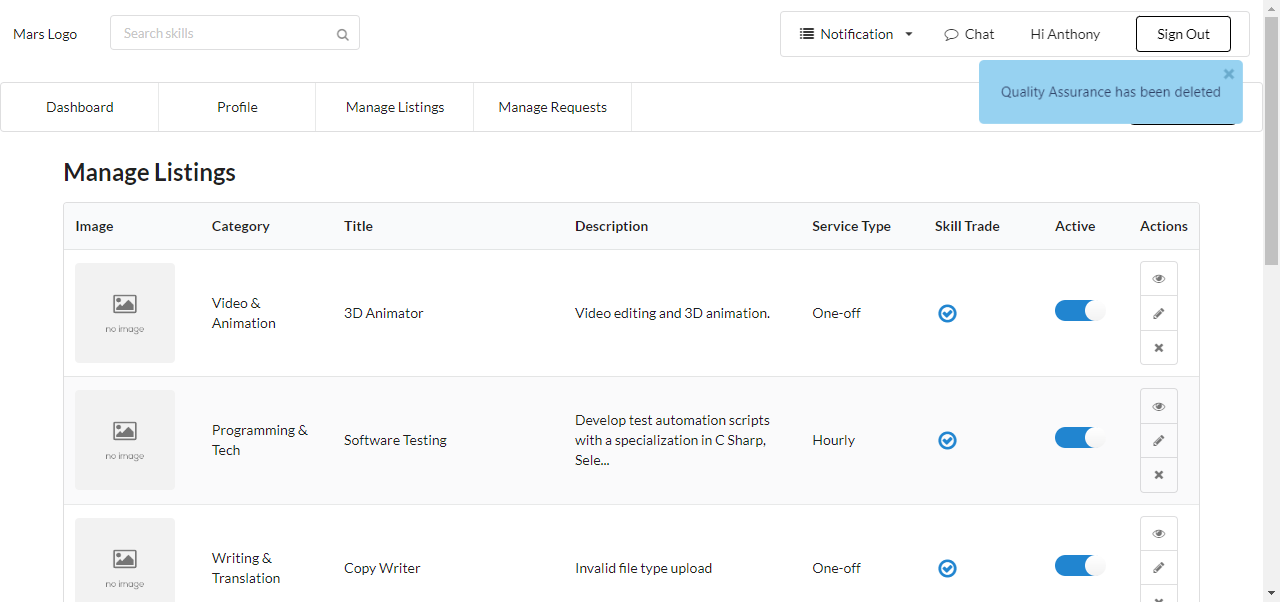 Mars Logo
Search skills
Notification
Chat
Hi Anthony
Sign Out
Quality Assurance has been deleted
Dashboard
Profile
Manage Listings
Manage Requests
Manage Listings
Image
Category
Title
Description
Service Type
Skill Trade
Active
Actions
no image
Video &
Animation
3D Animator
Video editing and 3D animation.
One-off
no image
Programming &
Tech
Software Testing
Develop test automation scripts
with a specialization in C Sharp,
Sele...
Hourly
no image
Writing &
Translation
Copy Writer
Invalid file type upload
One-off